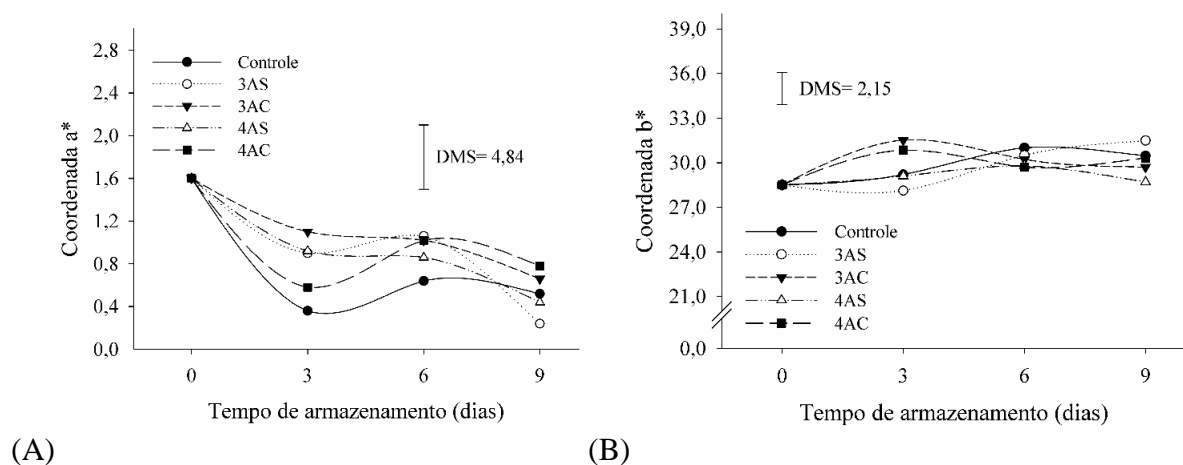 2,8
2,4
2,0
1,6
1,2
0,8
0,4
0,0
Coordenada a*
Controle
3AS
3AC
4AS
4AC
DMS= 4,84
0 3 6 9
Tempo de armazenamento (dias)
(A)
39,0
36,0
33,0
30,0
27,0
24,0
21,0
0,0
Coordenada b*
DMS= 2,15
Controle
3AS
3AC
4AS
4AC
0 3 6 9
Tempo de armazenamento (dias)
(B)